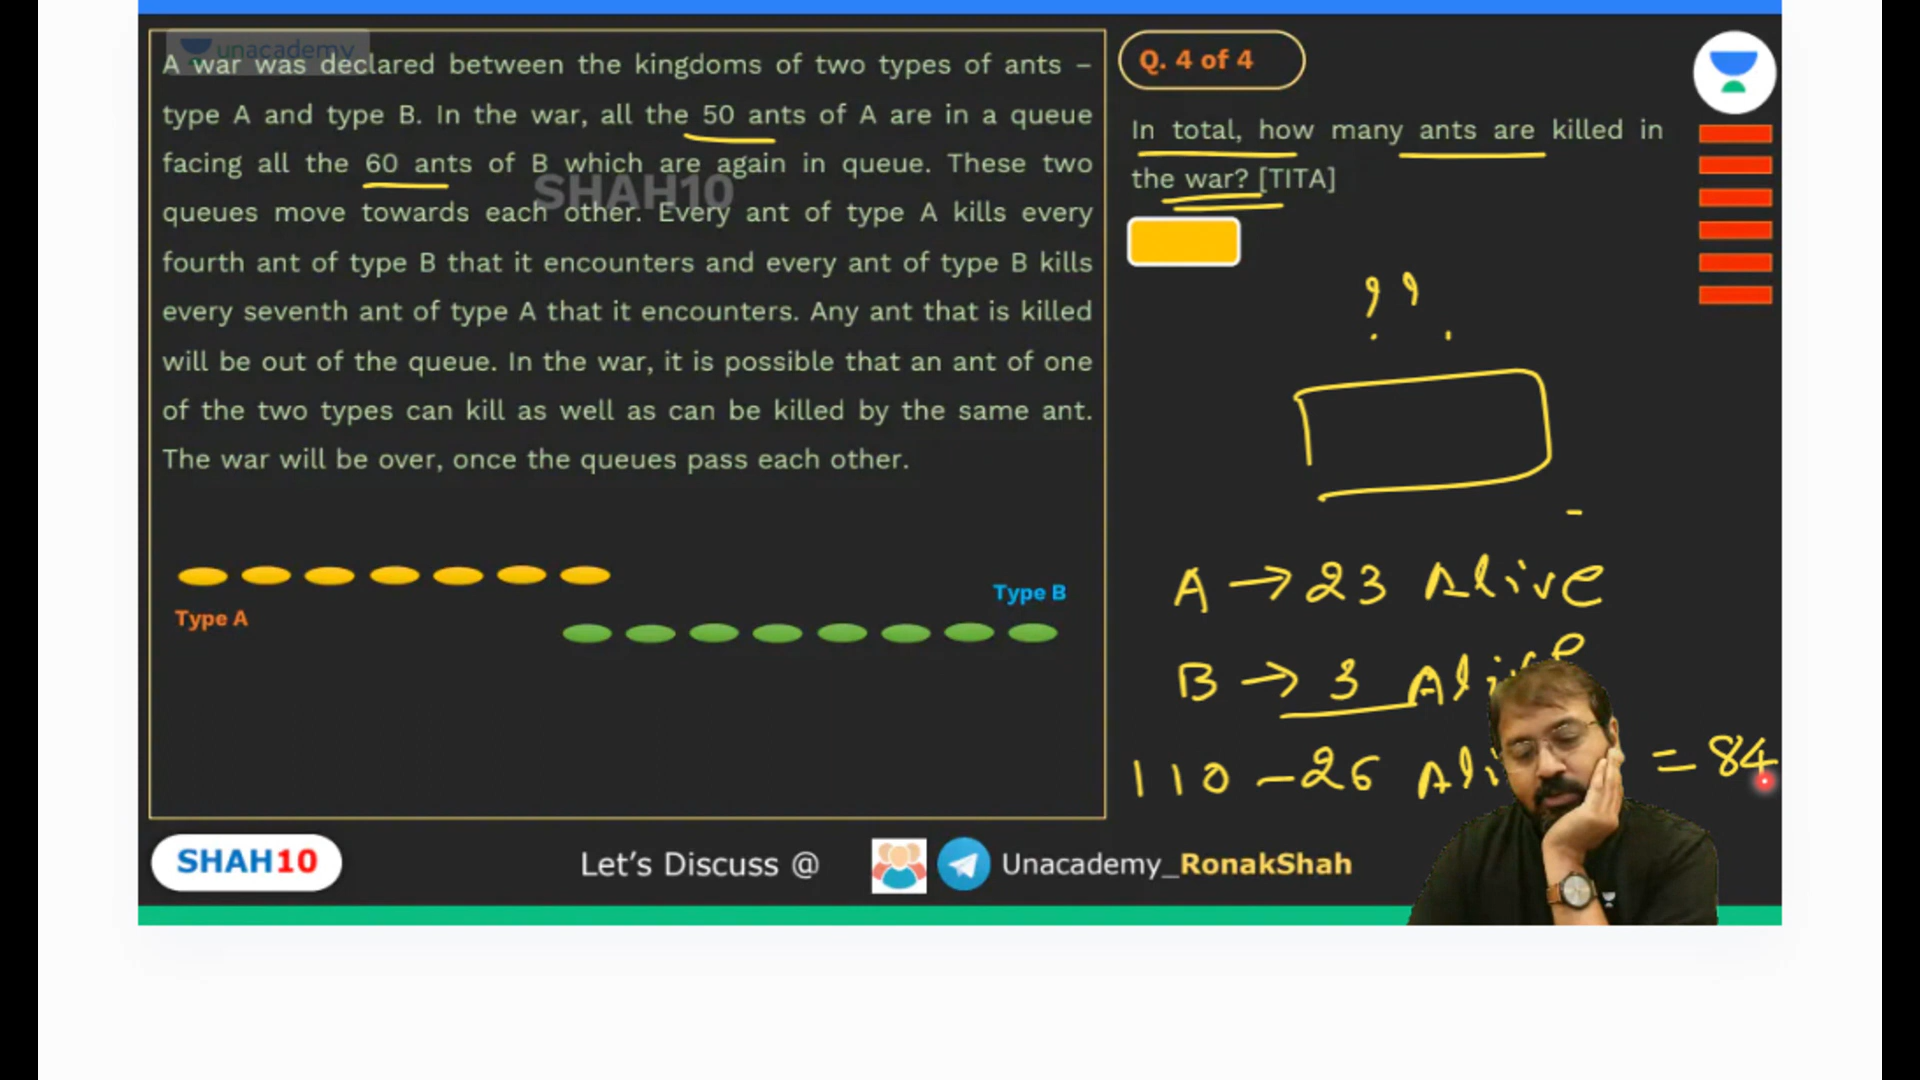 unacademy
A war was declared between the kingdoms of two types of ants –
type A and type B. In the war, all the 50 ants of A are in a queue
facing all the 60 ants of B which are again in queue. These two
SHAH10
queues move towards each other. Every ant of type A kills every
fourth ant of type B that it encounters and every ant of type B kills
every seventh ant of type A that it encounters. Any ant that is killed
will be out of the queue. In the war, it is possible that an ant of one
of the two types can kill as well as can be killed by the same ant.
The war will be over, once the queues pass each other.
Type A
Type B
Q. 4 of 4
In total, how many ants are killed in
the war? [TITA]
??
A → 23 Alive
B → 3
110 - 26
= 84
SHAH10
Let's Discuss @
Unacademy_RonakShah